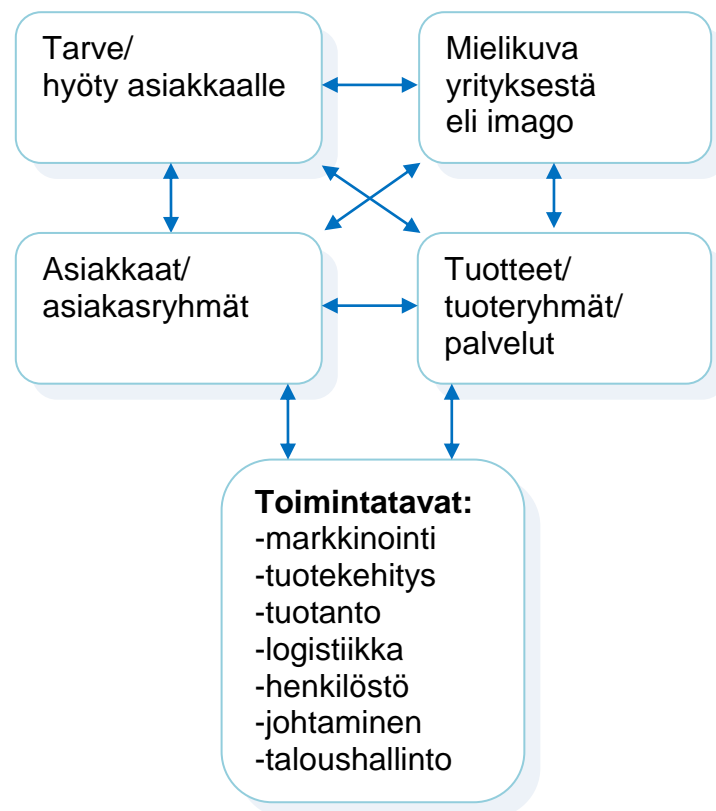 Tarve/
hyöty asiakkaalle
Mielikuva
yrityksestä
eli imago
Asiakkaat/
asiakasryhmät
Tuotteet/
tuoteryhmät/
palvelut
Toimintatavat:
-markkinointi
-tuotekehitys
-tuotanto
-logistiikka
-henkilöstö
-johtaminen
-taloushallinto